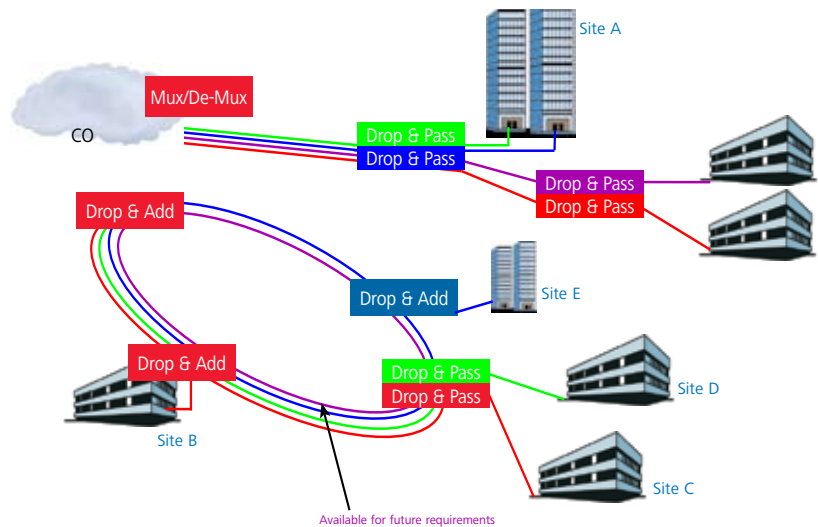 Site A
Mux/De-Mux
CO
Drop & Pass
Drop & Pass
Drop & Pass
Drop & Pass
Drop & Add
Drop & Add
Site E
Drop & Add
Drop & Pass
Drop & Pass
Site D
Site B
Site C
Available for future requirements